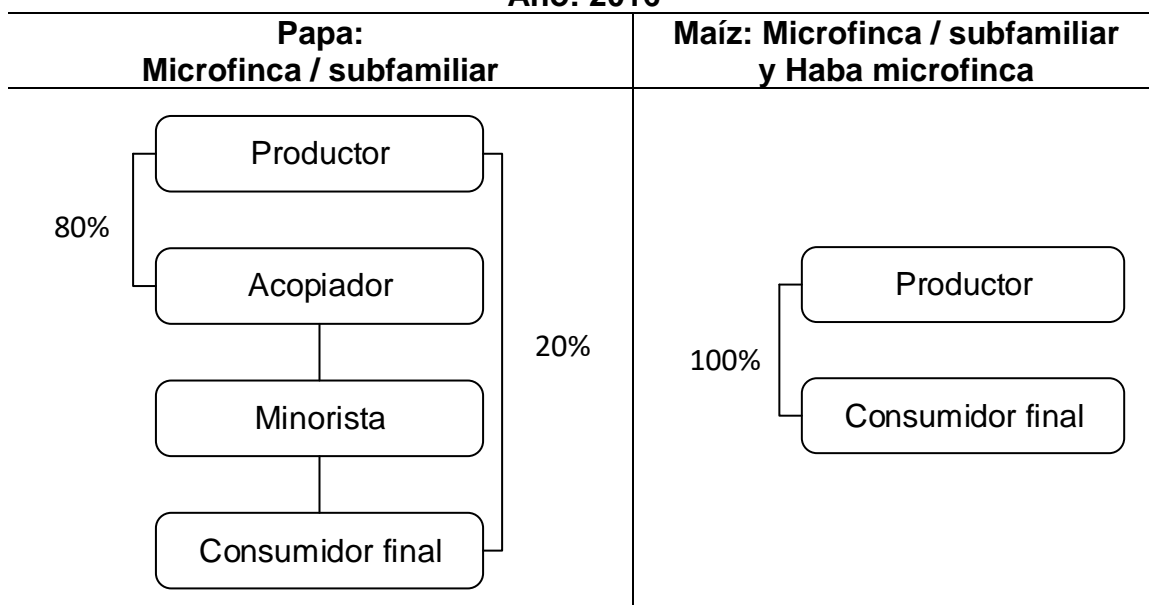 Papa:
Microfinca / subfamiliar
Maíz: Microfinca / subfamiliar
y Haba microfinca
Productor
80%
Acopiador
20%
Minorista
Consumidor final
Productor
100%
Consumidor final